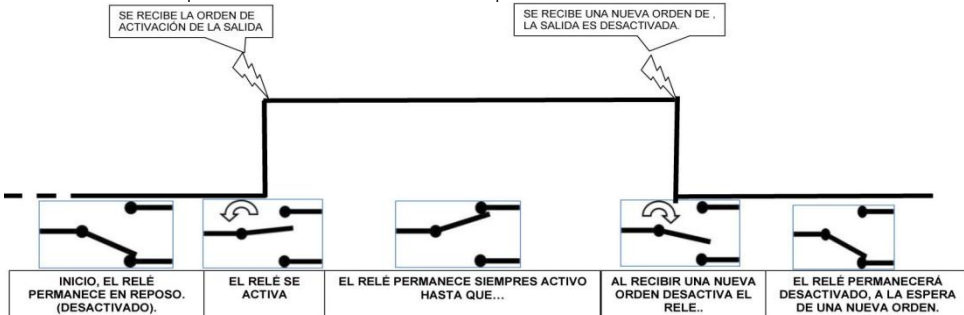 SE RECIBE LA ORDEN DE
ACTIVACIÓN DE LA SALIDA
SE RECIBE UNA NUEVA ORDEN DE ,
LA SALIDA ES DESACTIVADA.
INICIO, EL RELÉ
PERMANECE EN REPOSO.
(DESACTIVADO).
EL RELÉ SE
ACTIVA
EL RELÉ PERMANECE SIEMPRES ACTIVO
HASTA QUE...
AL RECIBIR UNA NUEVA
ORDEN DESACTIVA EL
RELE..
EL RELÉ PERMANECERÁ
DESACTIVADO, A LA ESPERA
DE UNA NUEVA ORDEN.